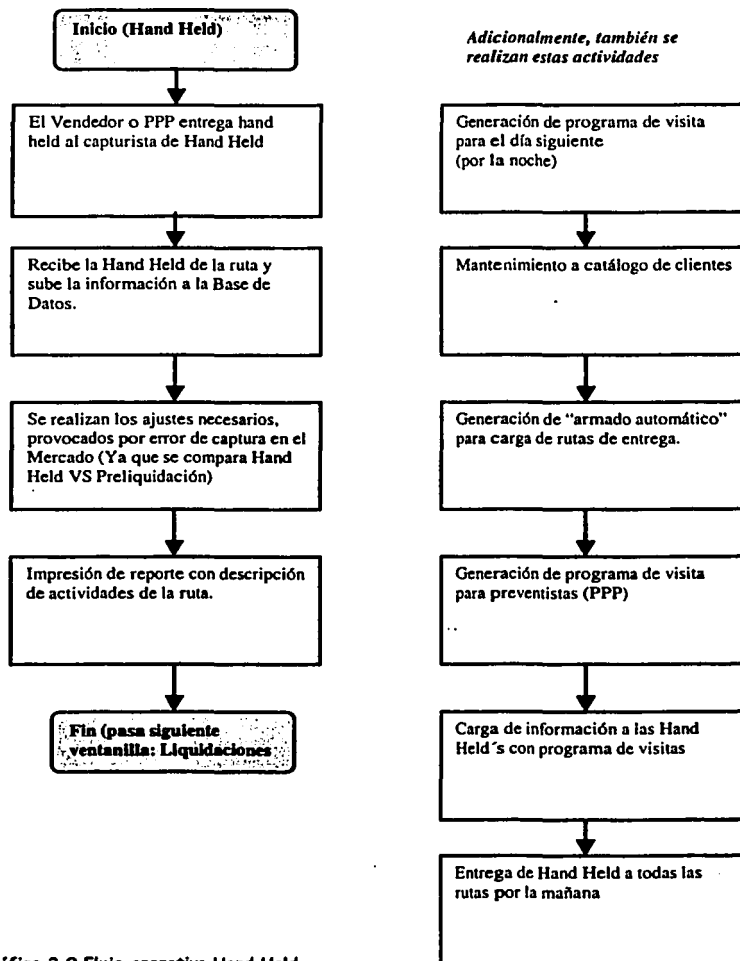 Inicio (Hand Held)
El Vendedor o PPP entrega hand
held al capturista de Hand Held
Recibe la Hand Held de la ruta y
sube la información a la Base de
Datos.
Se realizan los ajustes necesarios,
provocados por error de captura en el
Mercado (Ya que se compara Hand
Held VS Preliquidación)
Impresión de reporte con descripción
de actividades de la ruta.
Fin (pasa siguiente
ventanilla: Liquidaciones
Adicionalmente, también se
realizan estas actividades
Generación de programa de visita
para el día siguiente
(por la noche)
Mantenimiento a catálogo de clientes
Generación de "armado automático"
para carga de rutas de entrega.
Generación de programa de visita
para preventistas (PPP)
Carga de información a las Hand
Held´s con programa de visitas
Entrega de Hand Held a todas las
rutas por la mañana